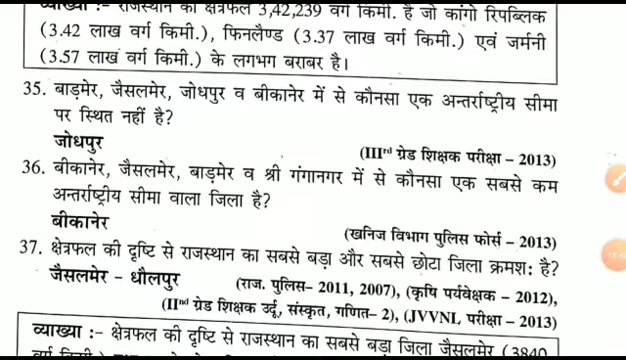 व्याख्या :– राजस्थान का क्षेत्रफल 3,42,239 वर्ग किमी. है जो कांगो रिपब्लिक
(3.42 लाख वर्ग किमी.), फिनलैण्ड (3.37 लाख वर्ग किमी.) एवं जर्मनी
(3.57 लाख वर्ग किमी.) के लगभग बराबर है।
35. बाड़मेर, जैसलमेर, जोधपुर व बीकानेर में से कौनसा एक अन्तर्राष्ट्रीय सीमा
पर स्थित नहीं है?
जोधपुर
(IIIrd ग्रेड शिक्षक परीक्षा – 2013)
36. बीकानेर, जैसलमेर, बाड़मेर व श्री गंगानगर में से कौनसा एक सबसे कम
अन्तर्राष्ट्रीय सीमा वाला जिला है?
बीकानेर
(खनिज विभाग पुलिस फोर्स – 2013)
37. क्षेत्रफल की दृष्टि से राजस्थान का सबसे बड़ा और सबसे छोटा जिला क्रमशः है?
जैसलमेर – धौलपुर (राज. पुलिस– 2011, 2007), (कृषि पर्यवेक्षक – 2012),
(IInd ग्रेड शिक्षक उर्दू, संस्कृत, गणित– 2), (JVVNL परीक्षा – 2013)
व्याख्या :– क्षेत्रफल की दृष्टि से राजस्थान का सबसे बड़ा जिला जैसलमेर (3840